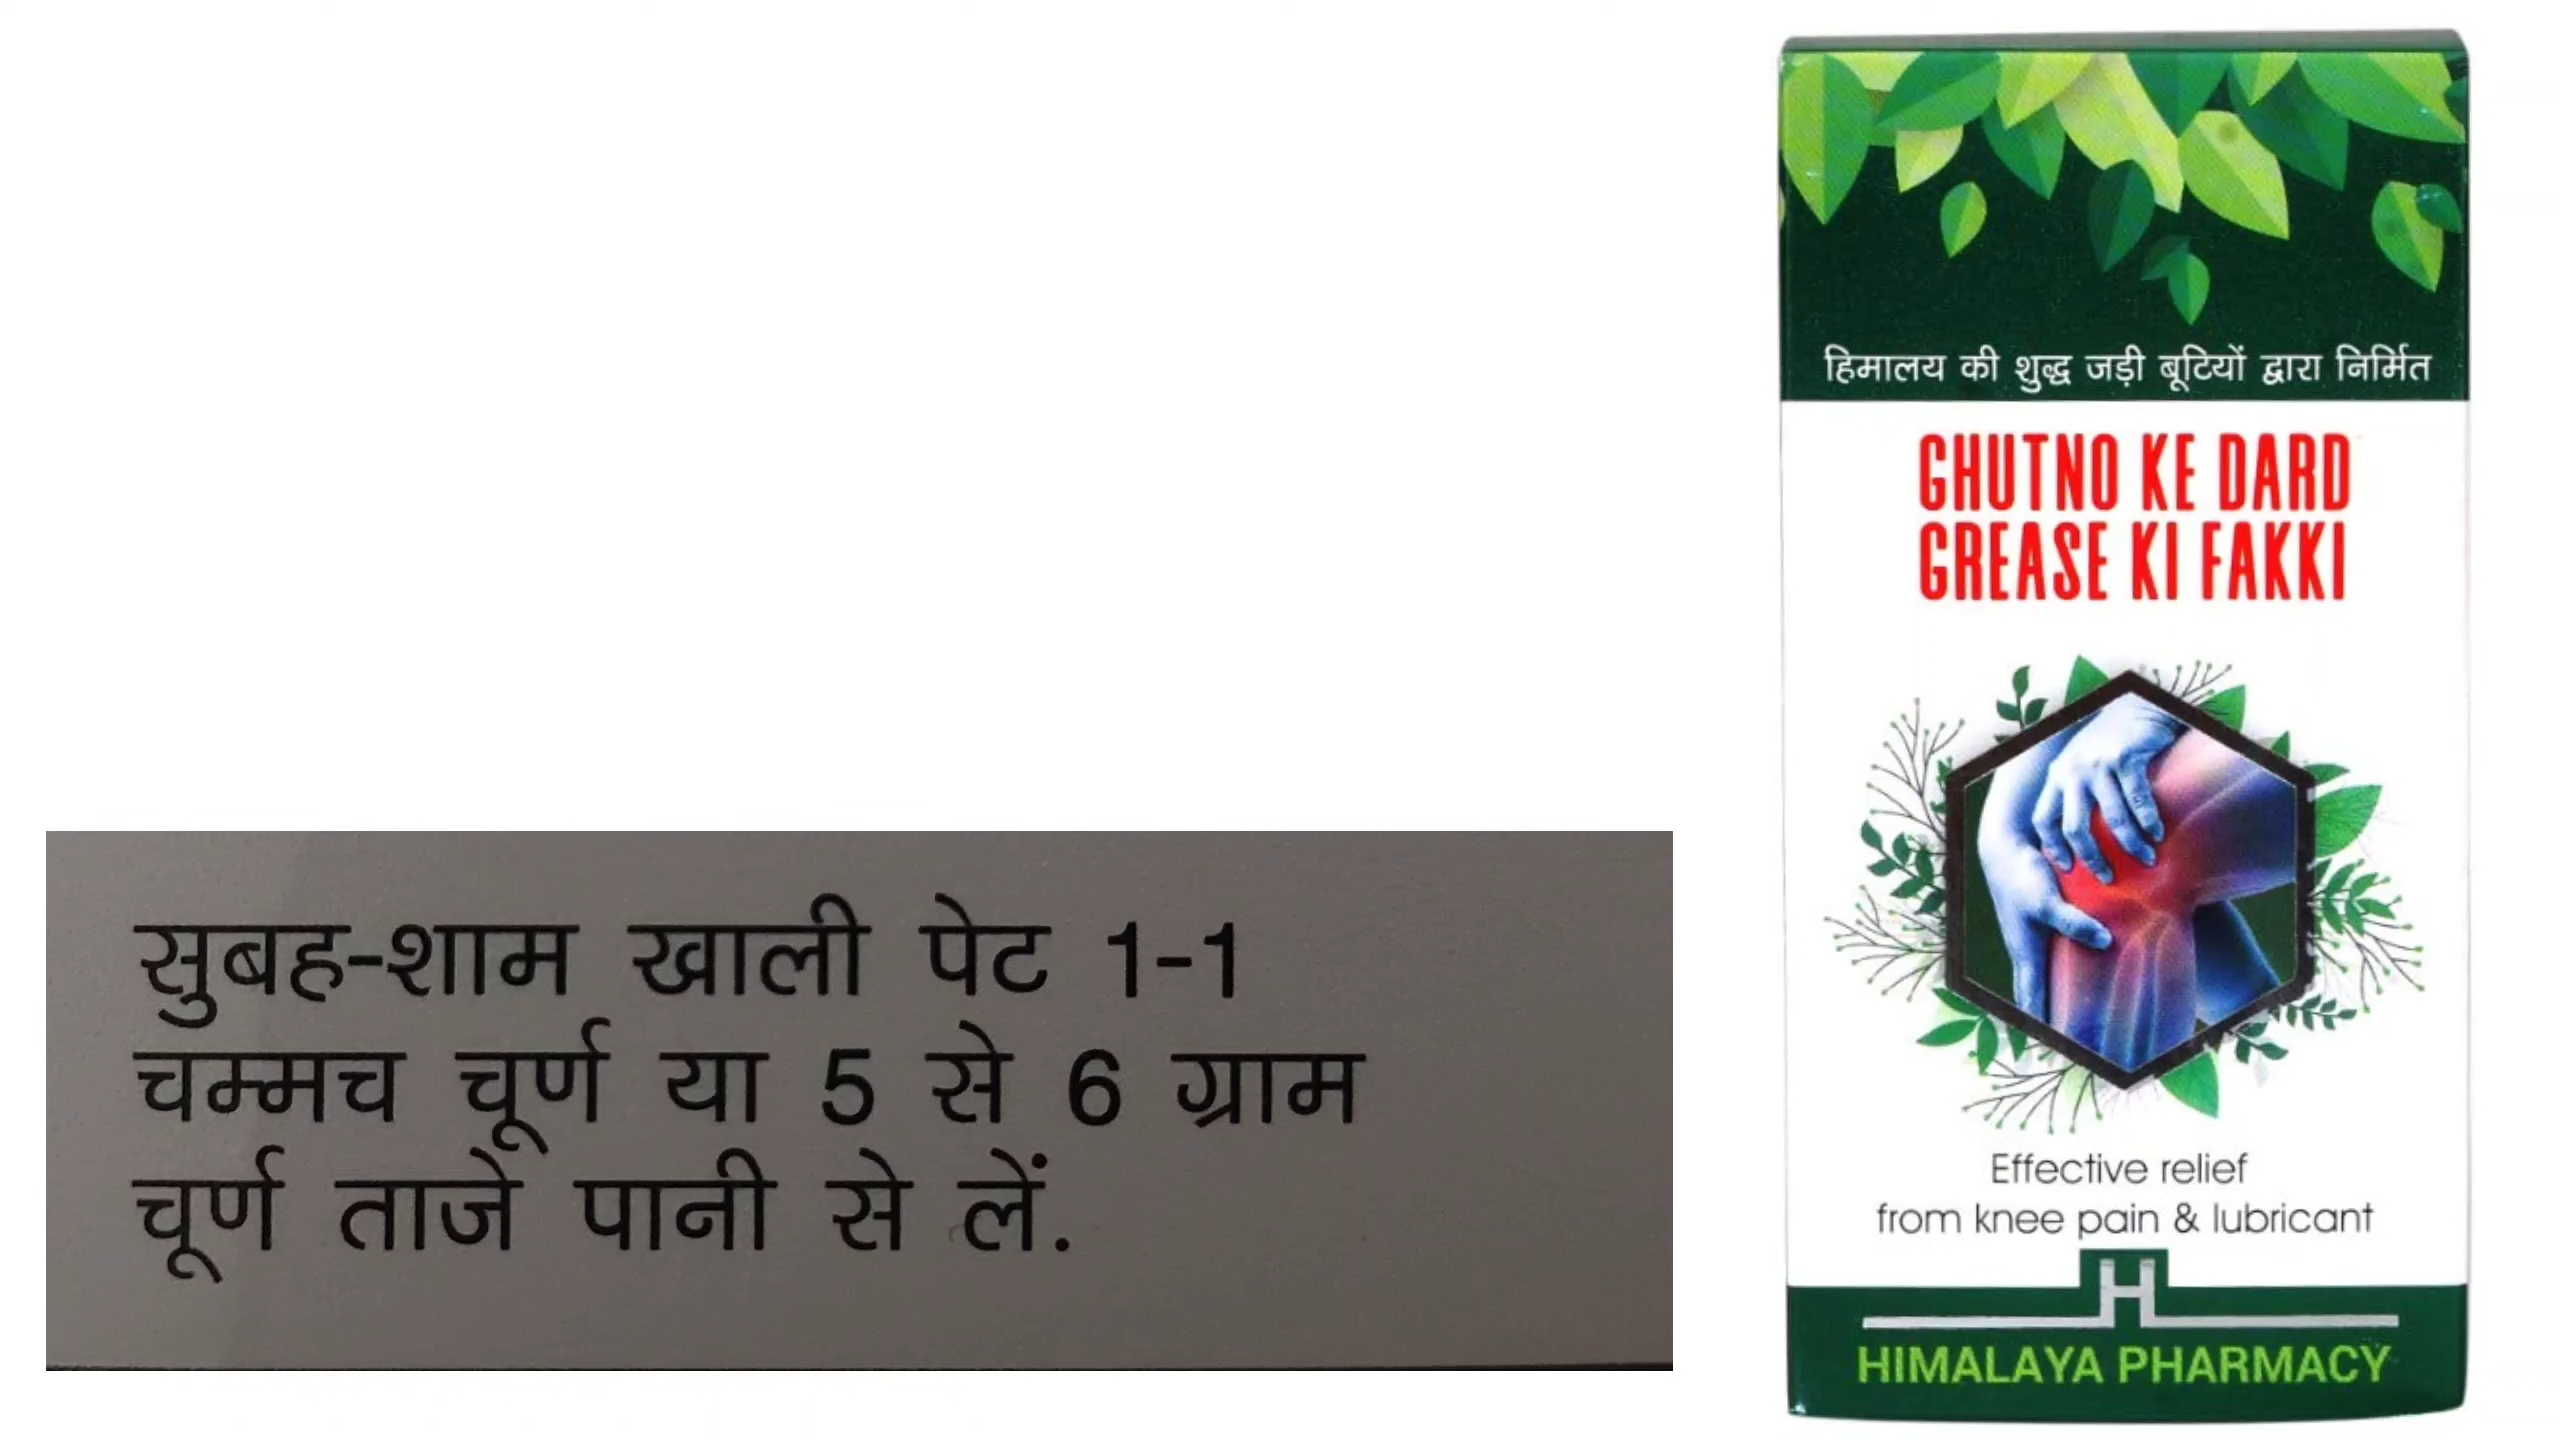 सुबह-शाम खाली पेट 1-1
चम्मच चूर्ण या 5 से 6 ग्राम
चूर्ण ताजे पानी से लें.
हिमालय की शुद्ध जड़ी बूटियों द्वारा निर्मित
GHUTNO KE DARD
GREASE KI FAKKI
Effective relief
from knee pain & lubricant
H
HIMALAYA PHARMACY